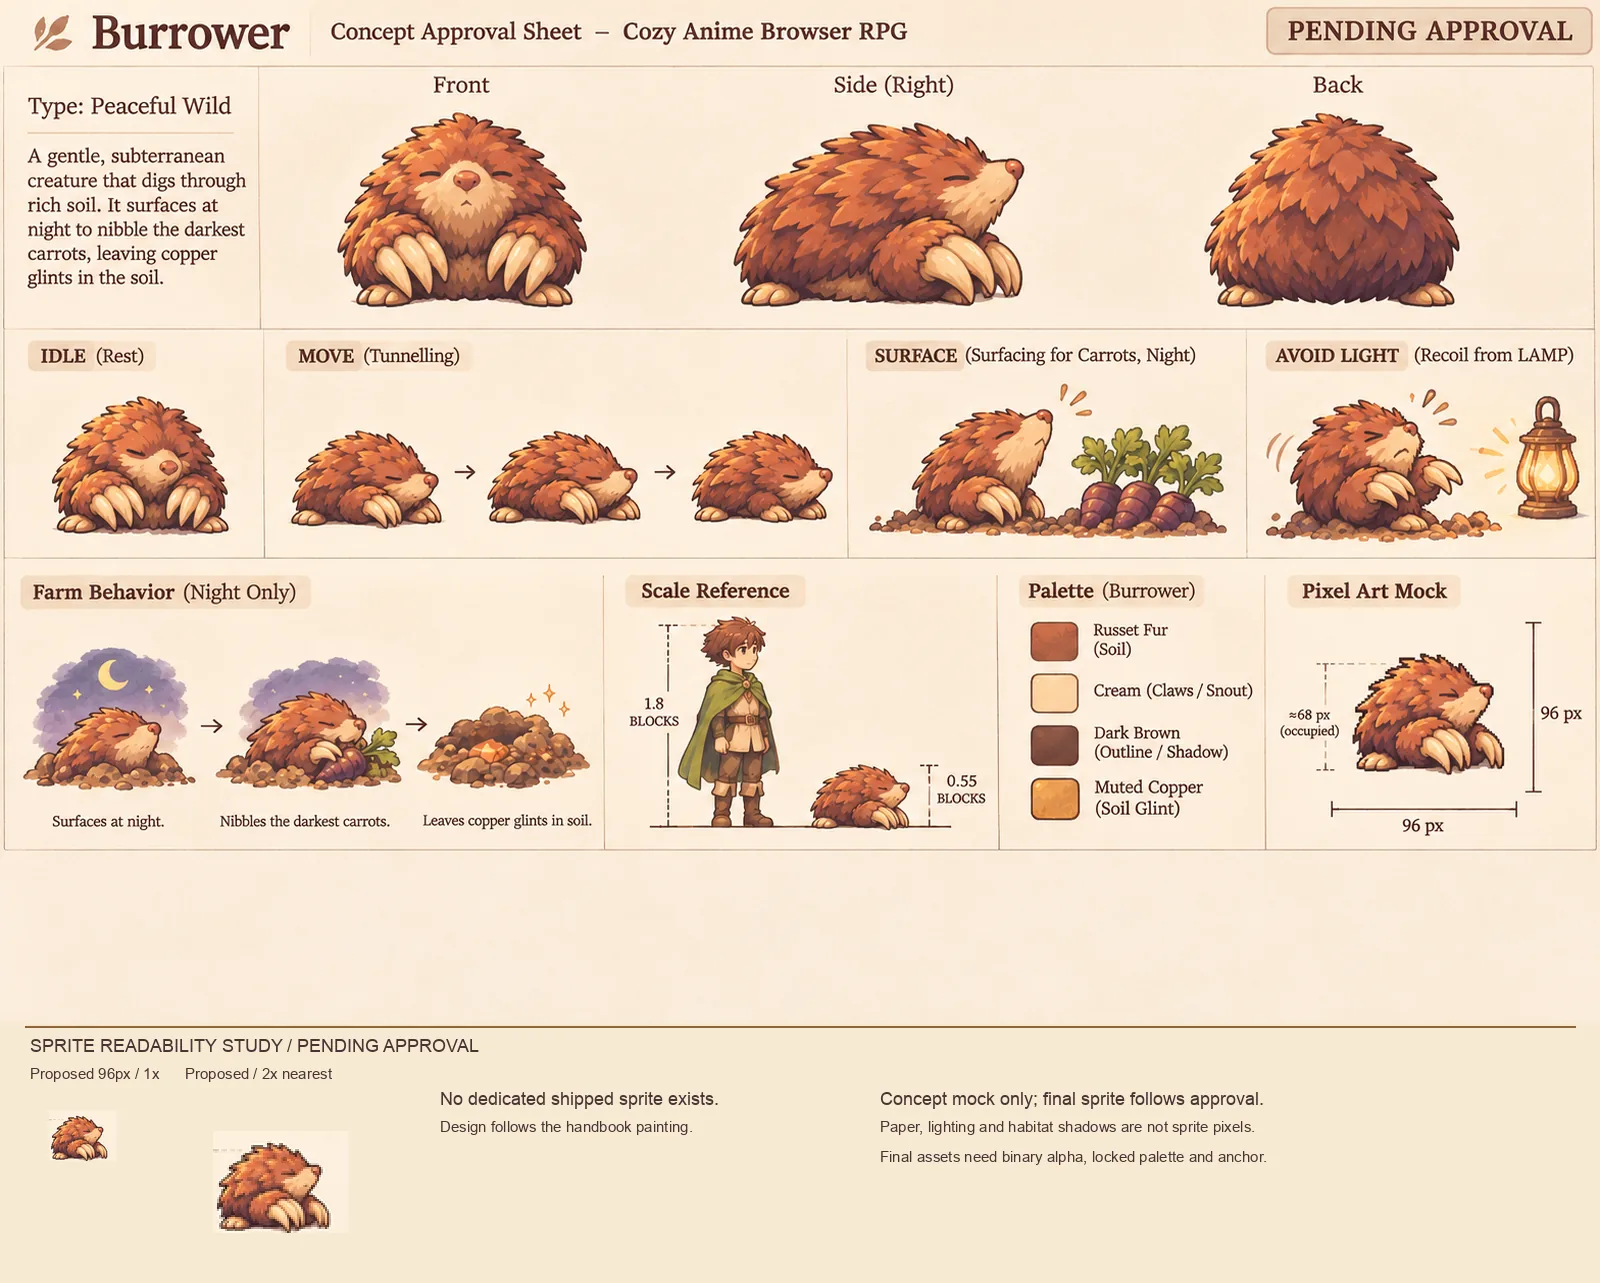 Burrower
Concept Approval Sheet – Cozy Anime Browser RPG
PENDING APPROVAL
Type: Peaceful Wild
A gentle, subterranean
creature that digs through
rich soil. It surfaces at
night to nibble the darkest
carrots, leaving copper
glints in the soil.
Front
Side (Right)
Back
IDLE (Rest)
MOVE (Tunnelling)
SURFACE (Surfacing for Carrots, Night)
AVOID LIGHT (Recoil from LAMP)
Farm Behavior (Night Only)
Surfaces at night.
Nibbles the darkest carrots.
Leaves copper glints in soil.
Scale Reference
1.8
BLOCKS
0.55
BLOCKS
Palette (Burrower)
Russet Fur
(Soil)
Cream (Claws / Snout)
Dark Brown
(Outline / Shadow)
Muted Copper
(Soil Glint)
Pixel Art Mock
≈68 px
(occupied)
96 px
96 px
SPRITE READABILITY STUDY / PENDING APPROVAL
Proposed 96px / 1x
Proposed / 2x nearest
No dedicated shipped sprite exists.
Design follows the handbook painting.
Concept mock only; final sprite follows approval.
Paper, lighting and habitat shadows are not sprite pixels.
Final assets need binary alpha, locked palette and anchor.